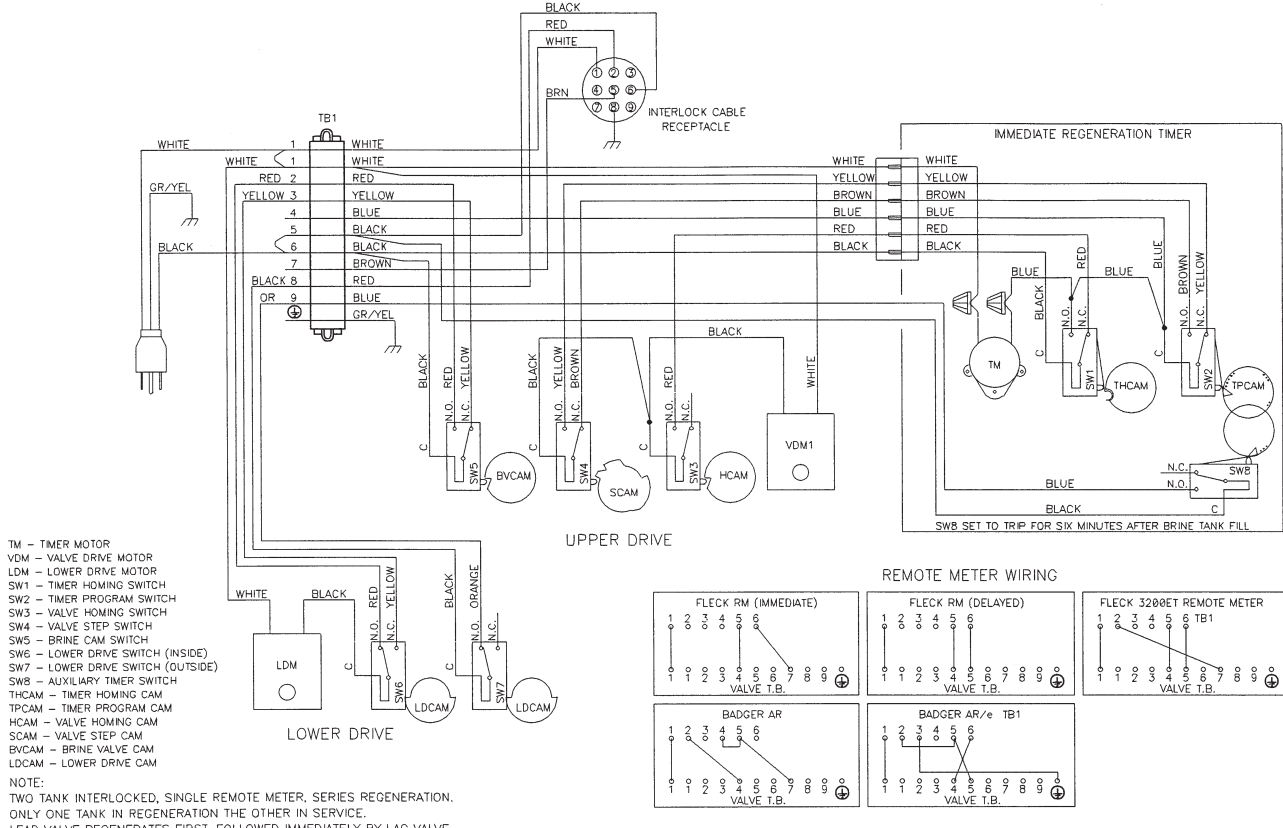 BLACK
RED
WHITE
1 2 3
4 5 6
7 8 9
BRN
INTERLOCK CABLE
RECEPTACLE
TB1
WHITE 1 WHITE
WHITE 1 WHITE
RED 2 RED
YELLOW 3 YELLOW
4 BLUE
5 BLACK
BLACK 6 BLACK
7 BROWN
BLACK 8 RED
OR 9 BLUE
GR/YEL
GR/YEL
IMMEDIATE REGENERATION TIMER
WHITE WHITE
YELLOW YELLOW
BROWN BROWN
BLUE BLUE
RED RED
BLACK BLACK
BLUE
BLACK
RED
BLUE
BLUE
BROWN
YELLOW
N.O.
N.C.
C
SW1
THCAM
TM
N.O.
N.C.
C
SW2
TPCAM
N.C.
N.O.
C
SW8
BLUE
BLACK
SW8 SET TO TRIP FOR SIX MINUTES AFTER BRINE TANK FILL
BLACK
RED
YELLOW
N.O.
N.C.
C
SW5
BVCAM
BLACK
YELLOW
BROWN
N.O.
N.C.
C
SW4
SCAM
BLACK
RED
N.O.
N.C.
C
SW3
HCAM
WHITE
VDM1
UPPER DRIVE
WHITE
BLACK
RED
YELLOW
N.O.
N.C.
C
SW6
LDCAM
LDM
BLACK
ORANGE
N.O.
N.C.
C
SW7
LDCAM
LOWER DRIVE
TM – TIMER MOTOR
VDM – VALVE DRIVE MOTOR
LDM – LOWER DRIVE MOTOR
SW1 – TIMER HOMING SWITCH
SW2 – TIMER PROGRAM SWITCH
SW3 – VALVE HOMING SWITCH
SW4 – VALVE STEP SWITCH
SW5 – BRINE CAM SWITCH
SW6 – LOWER DRIVE SWITCH (INSIDE)
SW7 – LOWER DRIVE SWITCH (OUTSIDE)
SW8 – AUXILIARY TIMER SWITCH
THCAM – TIMER HOMING CAM
TPCAM – TIMER PROGRAM CAM
HCAM – VALVE HOMING CAM
SCAM – VALVE STEP CAM
BVCAM – BRINE VALVE CAM
LDCAM – LOWER DRIVE CAM
NOTE:
TWO TANK INTERLOCKED, SINGLE REMOTE METER, SERIES REGENERATION.
ONLY ONE TANK IN REGENERATION THE OTHER IN SERVICE.
LEAD VALVE REGENERATES FIRST, FOLLOWED IMMEDIATELY BY LAG VALVE
REMOTE METER WIRING
FLECK RM (IMMEDIATE)
1 2 3 4 5 6
1 1 2 3 4 5 6 7 8 9
VALVE T.B.
FLECK RM (DELAYED)
1 2 3 4 5 6
1 1 2 3 4 5 6 7 8 9
VALVE T.B.
FLECK 3200ET REMOTE METER
1 2 3 4 5 6 TB1
1 1 2 3 4 5 6 7 8 9
VALVE T.B.
BADGER AR
1 2 3 4 5 6
1 1 2 3 4 5 6 7 8 9
VALVE T.B.
BADGER AR/e TB1
1 2 3 4 5 6
1 1 2 3 4 5 6 7 8 9
VALVE T.B.